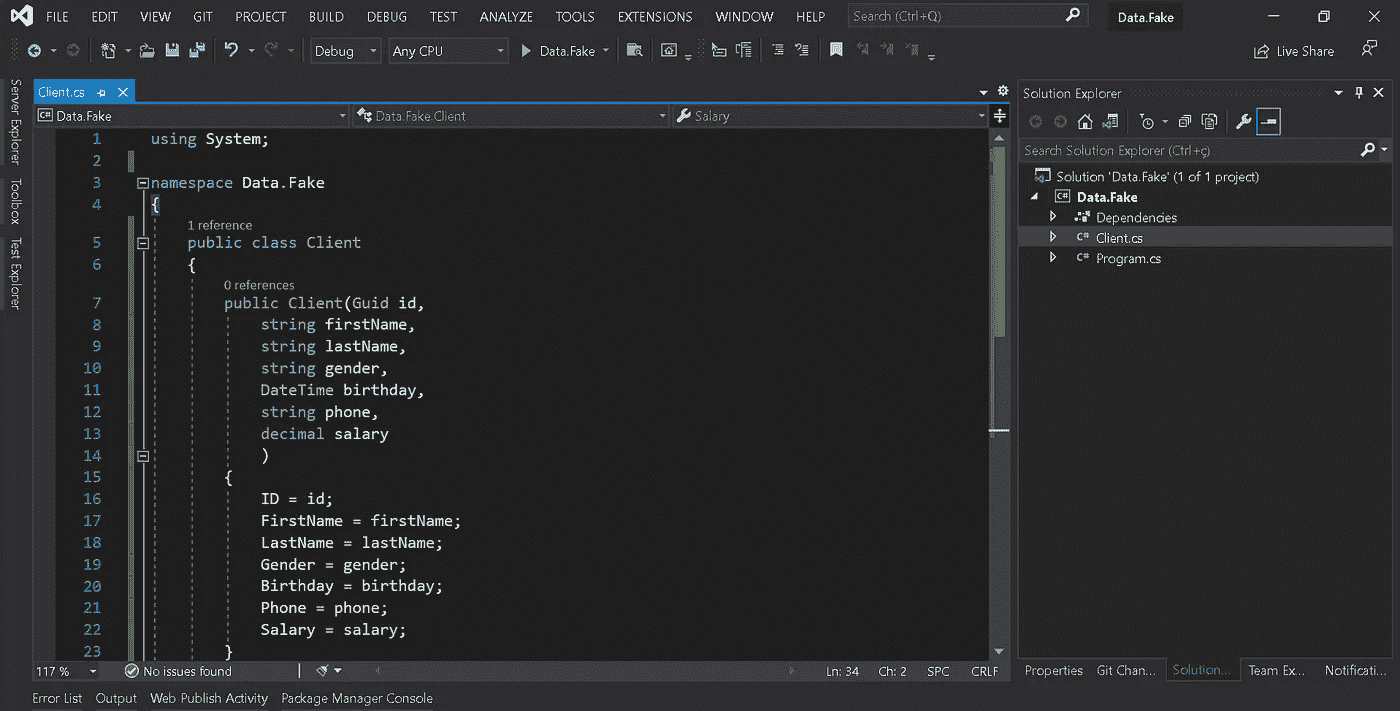 FILE EDIT VIEW GIT PROJECT BUILD DEBUG TEST ANALYZE TOOLS EXTENSIONS WINDOW HELP Search (Ctrl+Q) Data.Fake
Debug Any CPU Data.Fake Live Share
Server Explorer
Toolbox
Test Explorer
Client.cs
C# Data.Fake Data.Fake.Client Salary
1 using System;
2
3 namespace Data.Fake
4 {
1 reference
5 public class Client
6 {
0 references
7 public Client(Guid id,
8 string firstName,
9 string lastName,
10 string gender,
11 DateTime birthday,
12 string phone,
13 decimal salary
14 )
15 {
16 ID = id;
17 FirstName = firstName;
18 LastName = lastName;
19 Gender = gender;
20 Birthday = birthday;
21 Phone = phone;
22 Salary = salary;
23 }
117 % No issues found Ln: 34 Ch: 2 SPC CRLF
Solution Explorer
Search Solution Explorer (Ctrl+ç)
Solution 'Data.Fake' (1 of 1 project)
C# Data.Fake
Dependencies
C# Client.cs
C# Program.cs
Properties Git Chan... Solution... Team Ex... Notificati...
Error List Output Web Publish Activity Package Manager Console